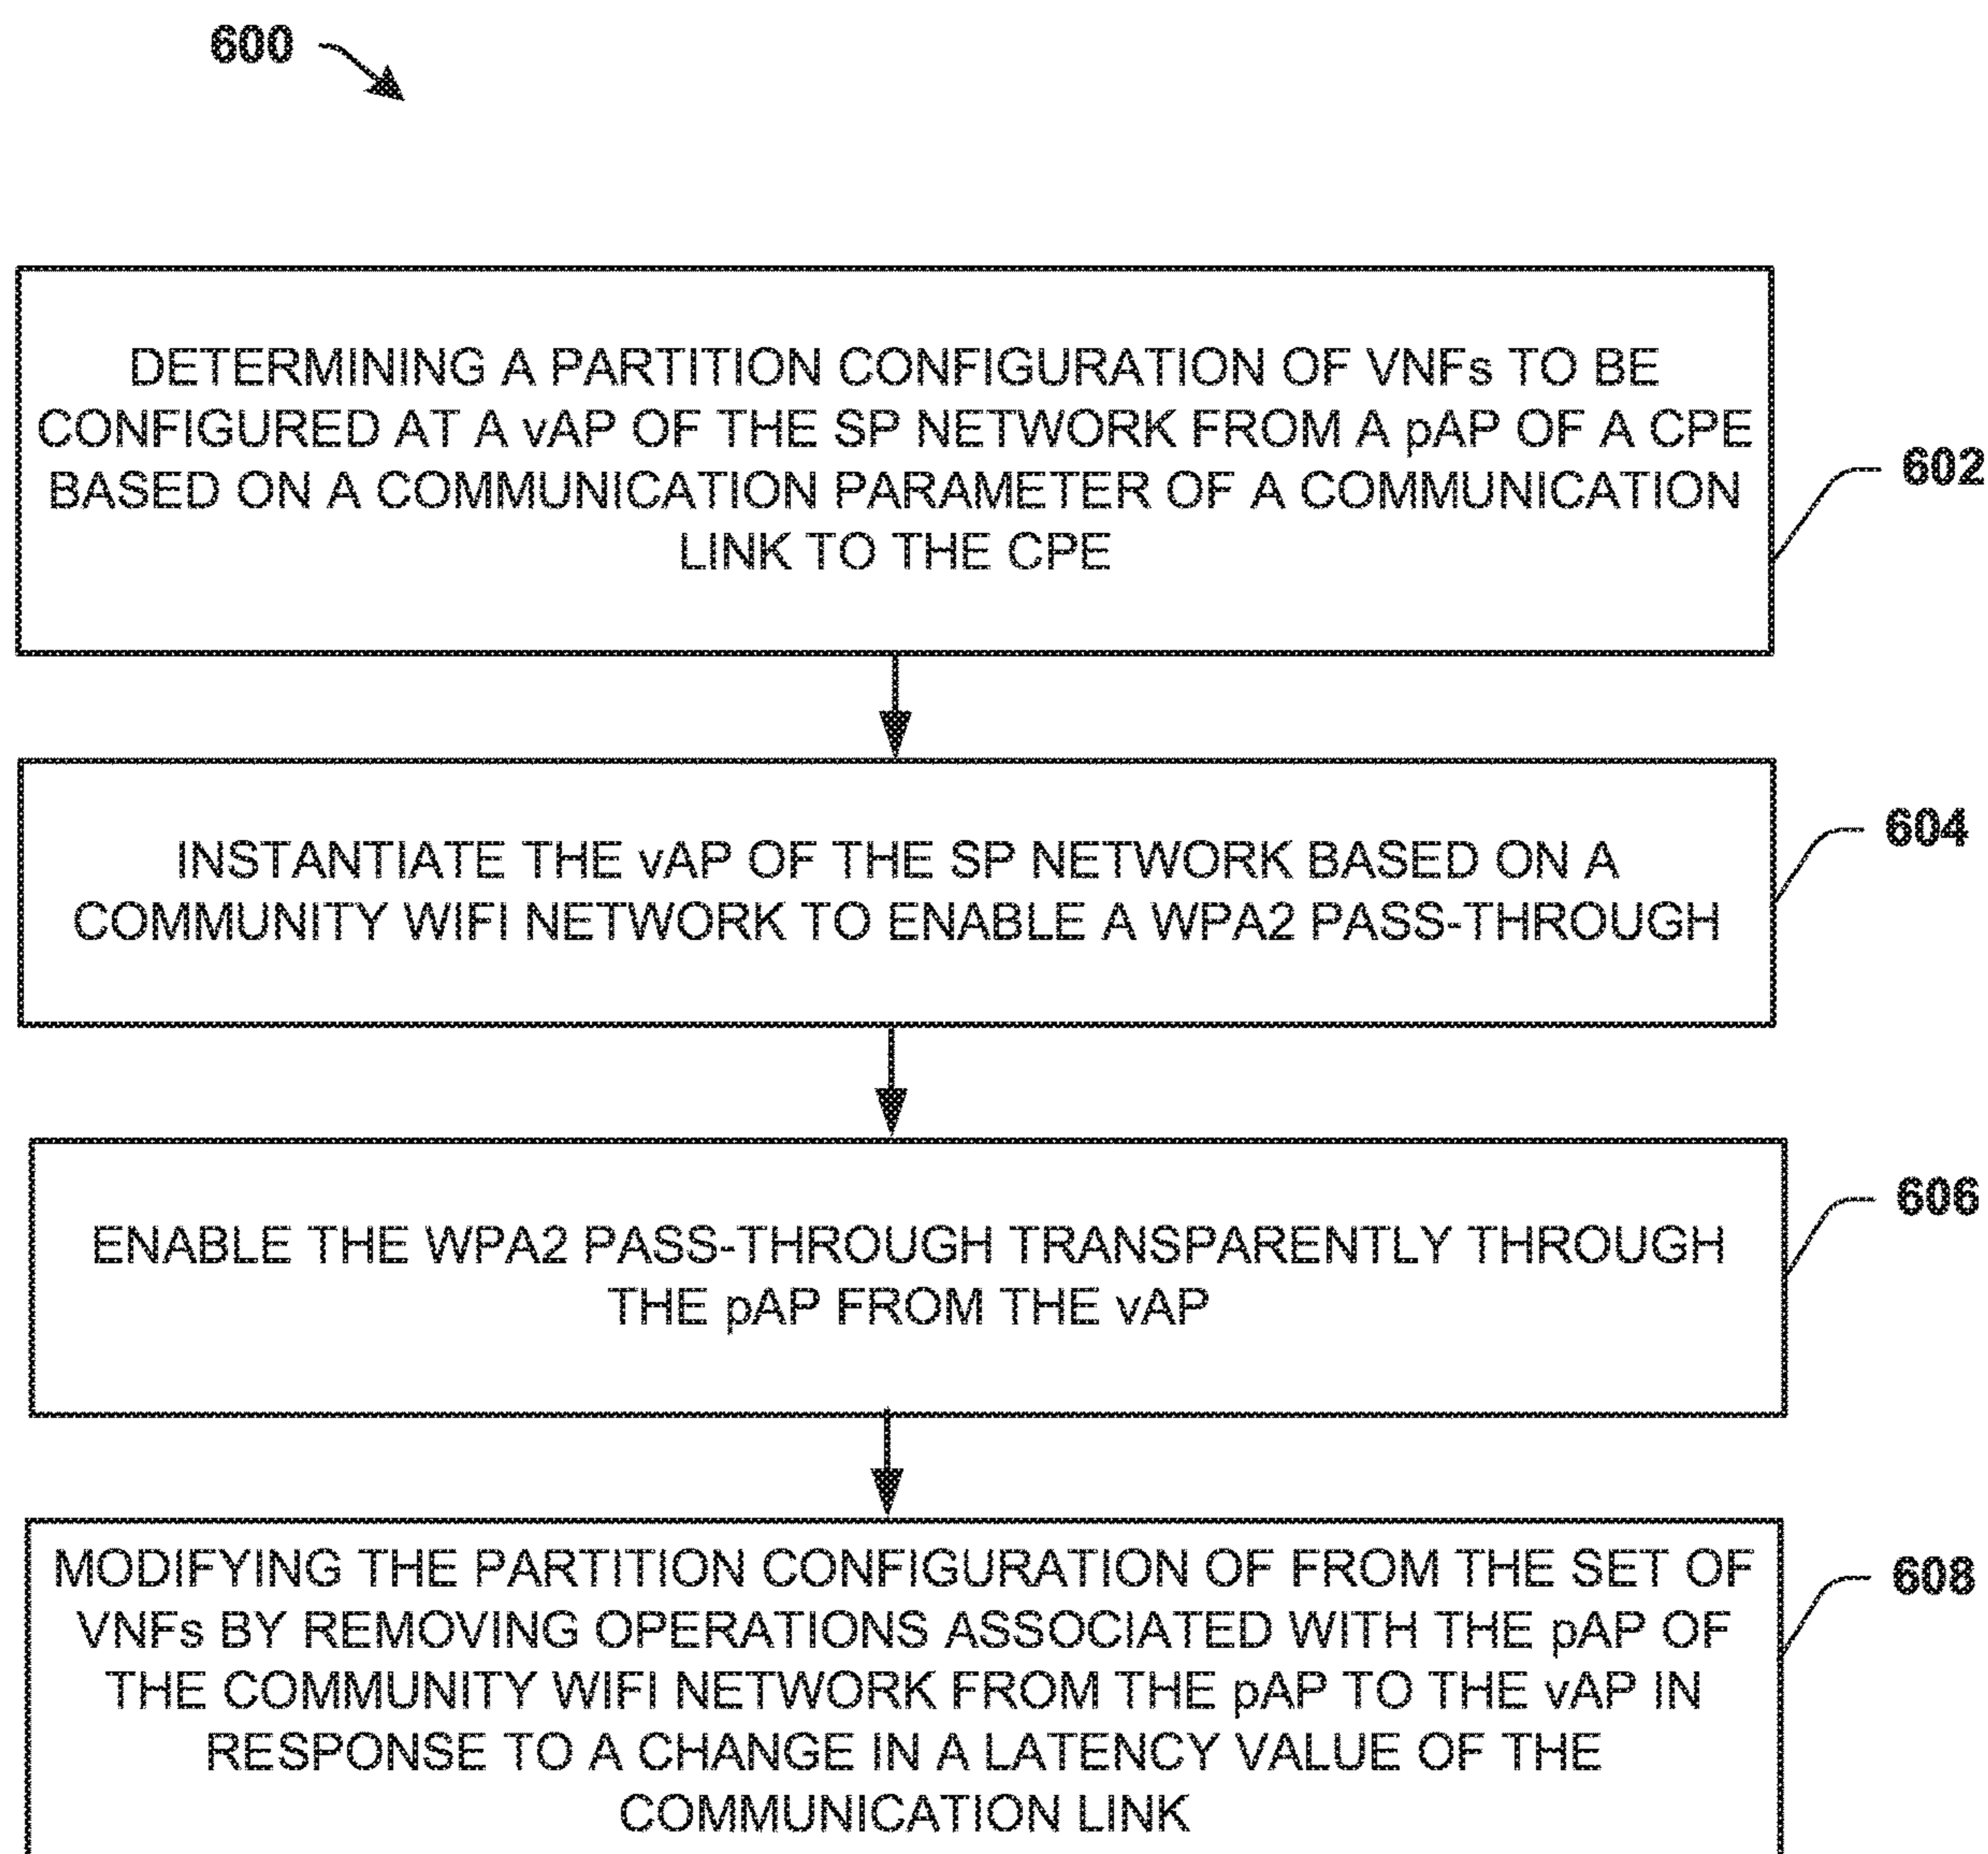 600
DETERMINING A PARTITION CONFIGURATION OF VNFs TO BE
CONFIGURED AT A vAP OF THE SP NETWORK FROM A pAP OF A CPE
BASED ON A COMMUNICATION PARAMETER OF A COMMUNICATION
LINK TO THE CPE
602
INSTANTIATE THE vAP OF THE SP NETWORK BASED ON A
COMMUNITY WIFI NETWORK TO ENABLE A WPA2 PASS-THROUGH
604
ENABLE THE WPA2 PASS-THROUGH TRANSPARENTLY THROUGH
THE pAP FROM THE vAP
606
MODIFYING THE PARTITION CONFIGURATION OF FROM THE SET OF
VNFs BY REMOVING OPERATIONS ASSOCIATED WITH THE pAP OF
THE COMMUNITY WIFI NETWORK FROM THE pAP TO THE vAP IN
RESPONSE TO A CHANGE IN A LATENCY VALUE OF THE
COMMUNICATION LINK
608